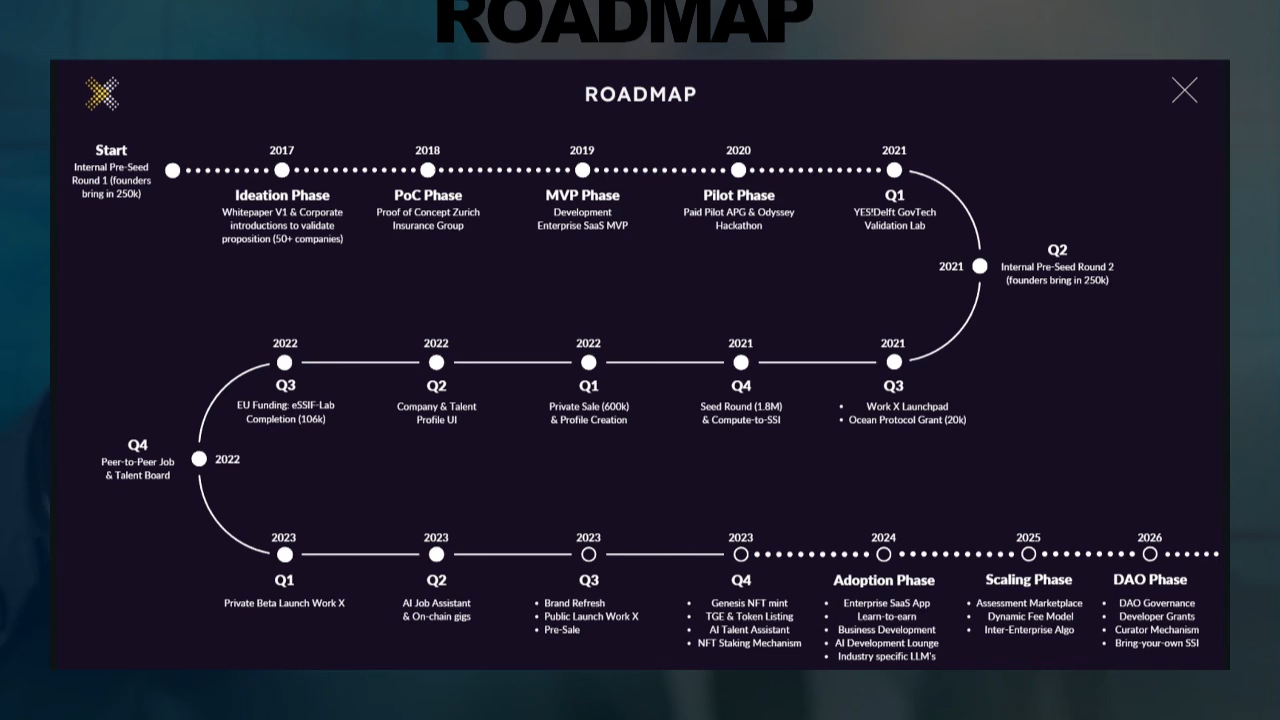 ROADMAP
ROADMAP
Start
Internal Pre-Seed
Round 1 (founders
bring in 250k)
2017
Ideation Phase
Whitepaper V1 & Corporate
introductions to validate
proposition (50+ companies)
2018
PoC Phase
Proof of Concept Zurich
Insurance Group
2019
MVP Phase
Development
Enterprise SaaS MVP
2020
Pilot Phase
Paid Pilot APG & Odyssey
Hackathon
2021
Q1
YES!Delft GovTech
Validation Lab
2021
Q2
Internal Pre-Seed Round 2
(founders bring in 250k)
2021
Q3
• Work X Launchpad
• Ocean Protocol Grant (20k)
2021
Q4
Seed Round (1.8M)
& Compute-to-SSI
2022
Q1
Private Sale (600k)
& Profile Creation
2022
Q2
Company & Talent
Profile UI
2022
Q3
EU Funding: eSSIF-Lab
Completion (106k)
Q4
Peer-to-Peer Job
& Talent Board
2022
2023
Q1
Private Beta Launch Work X
2023
Q2
AI Job Assistant
& On-chain gigs
2023
Q3
• Brand Refresh
• Public Launch Work X
• Pre-Sale
2023
Q4
• Genesis NFT mint
• TGE & Token Listing
• AI Talent Assistant
• NFT Staking Mechanism
2024
Adoption Phase
• Enterprise SaaS App
• Learn-to-earn
• Business Development
• AI Development Lounge
• Industry specific LLM's
2025
Scaling Phase
• Assessment Marketplace
• Dynamic Fee Model
• Inter-Enterprise Algo
2026
DAO Phase
• DAO Governance
• Developer Grants
• Curator Mechanism
• Bring-your-own SSI